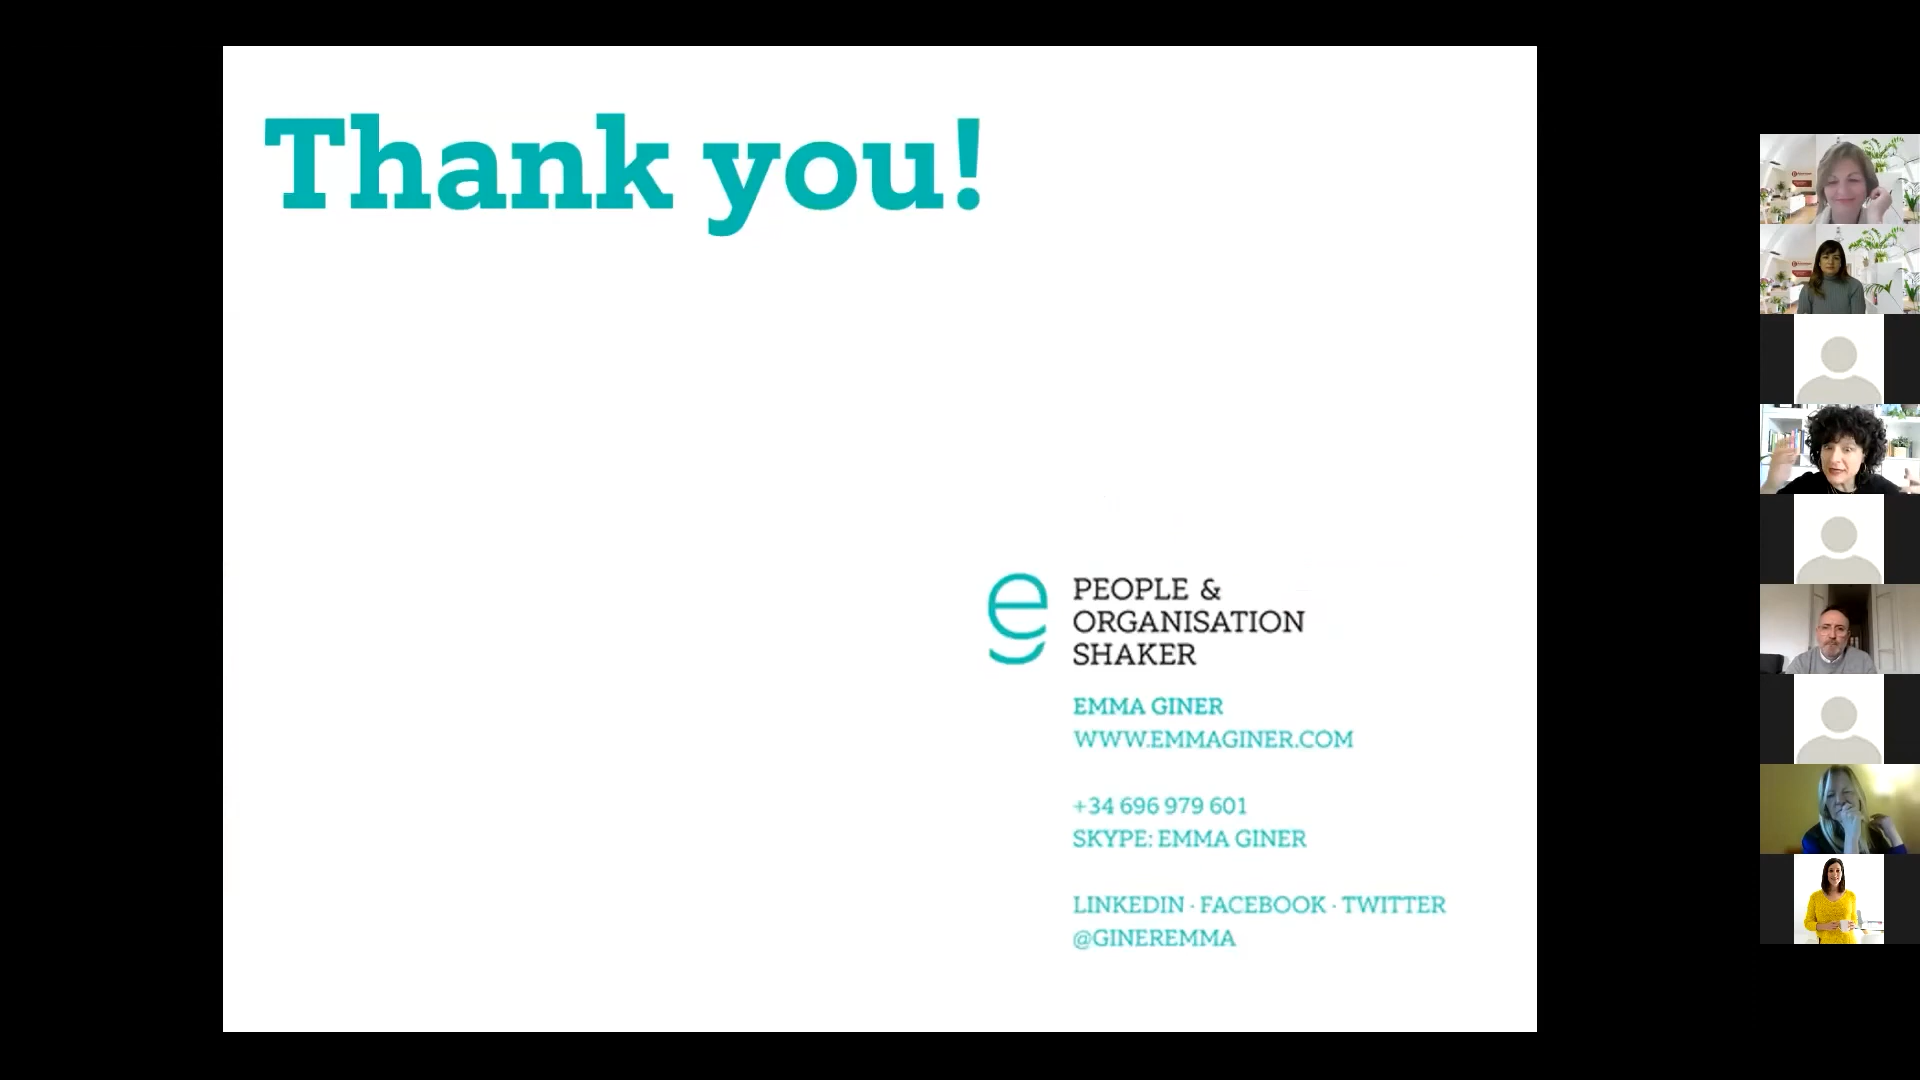 Thank you!
e
PEOPLE &
ORGANISATION
SHAKER
EMMA GINER
WWW.EMMAGINER.COM
+34 696 979 601
SKYPE: EMMA GINER
LINKEDIN · FACEBOOK · TWITTER
@GINEREMMA